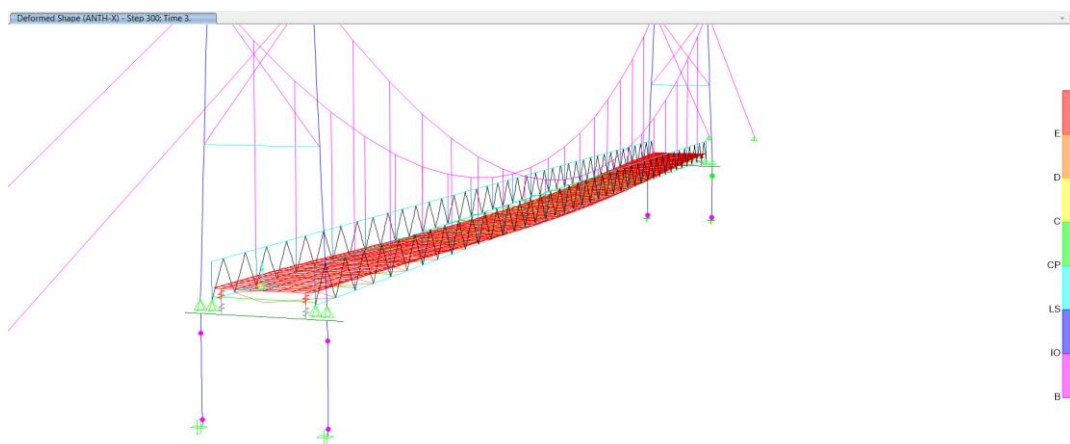 Deformed Shape (ANTH-X) - Step 300; Time 3.
E
D
C
CP
LS
IO
B